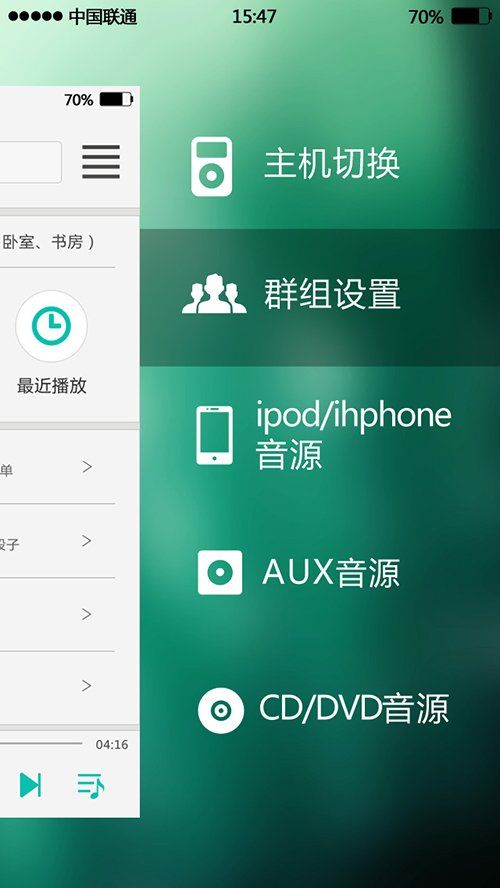 中国联通 15:47 70%
70%
卧室、书房）
最近播放
单
04:16
主机切换
群组设置
ipod/ihphone
音源
AUX音源
CD/DVD音源